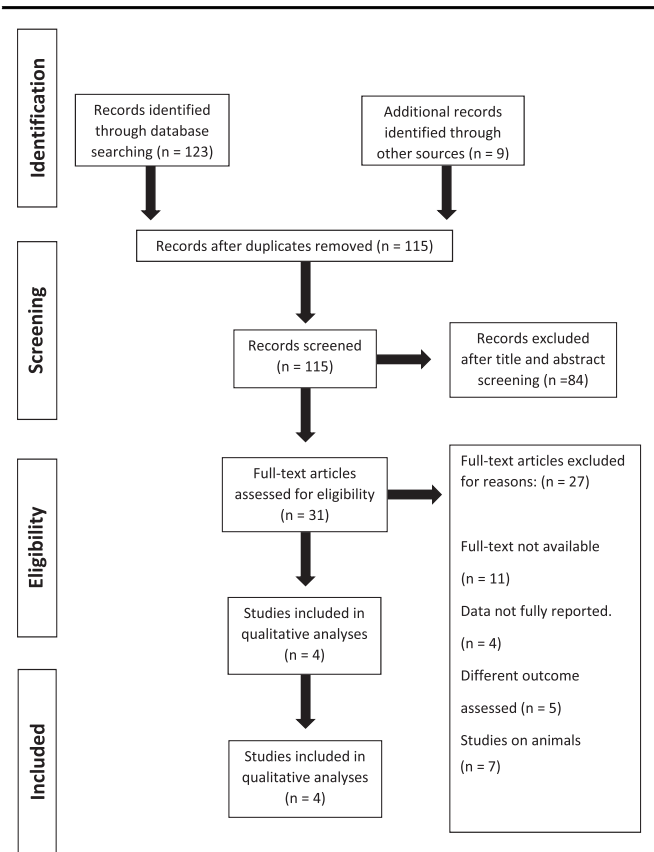 Identification
Records identified
through database
searching (n = 123)
Additional records
identified through
other sources (n = 9)
Records after duplicates removed (n = 115)
Screening
Records screened
(n = 115)
Records excluded
after title and abstract
screening (n =84)
Eligibility
Full-text articles
assessed for eligibility
(n = 31)
Full-text articles excluded
for reasons: (n = 27)
Full-text not available
(n = 11)
Data not fully reported.
(n = 4)
Different outcome
assessed (n = 5)
Studies on animals
(n = 7)
Studies included in
qualitative analyses
(n = 4)
Included
Studies included in
qualitative analyses
(n = 4)